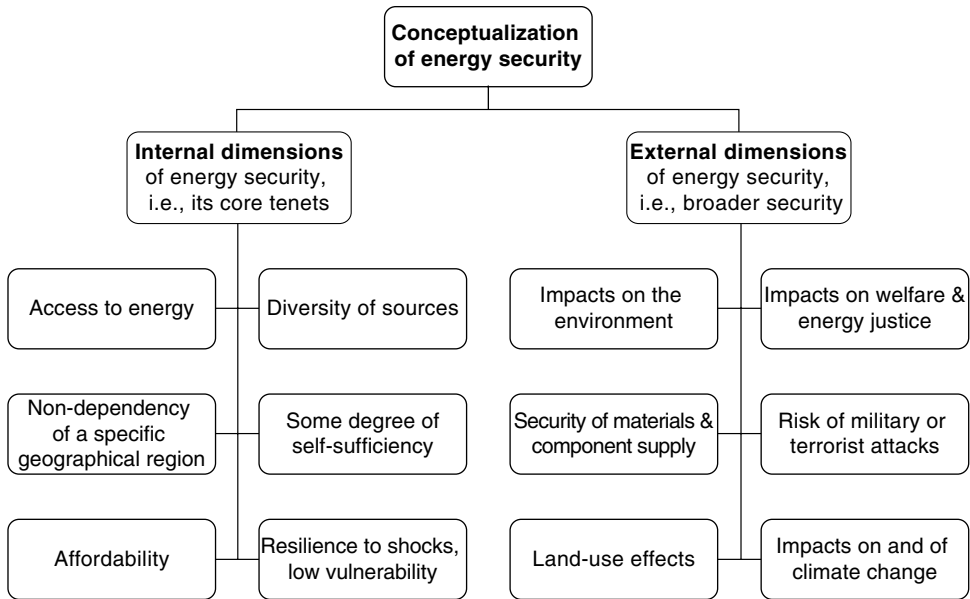 Conceptualization
of energy security
Internal dimensions
of energy security,
i.e., its core tenets
External dimensions
of energy security,
i.e., broader security
Access to energy
Diversity of sources
Impacts on the
environment
Impacts on welfare &
energy justice
Non-dependency
of a specific
geographical region
Some degree of
self-sufficiency
Security of materials &
component supply
Risk of military or
terrorist attacks
Affordability
Resilience to shocks,
low vulnerability
Land-use effects
Impacts on and of
climate change